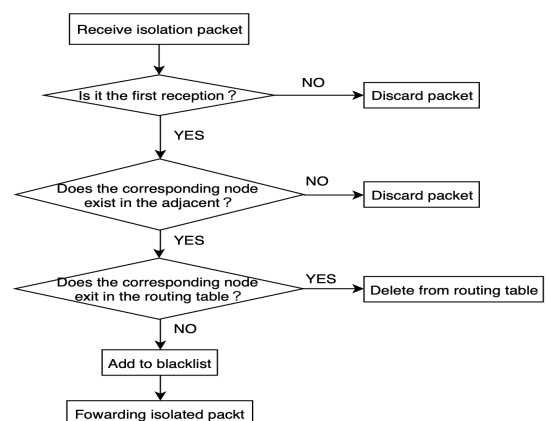 Receive isolation packet
Is it the first reception ?
NO
Discard packet
YES
Does the corresponding node
exist in the adjacent ?
NO
Discard packet
YES
Does the corresponding node
exit in the routing table ?
YES
Delete from routing table
NO
Add to blacklist
Fowarding isolated packt